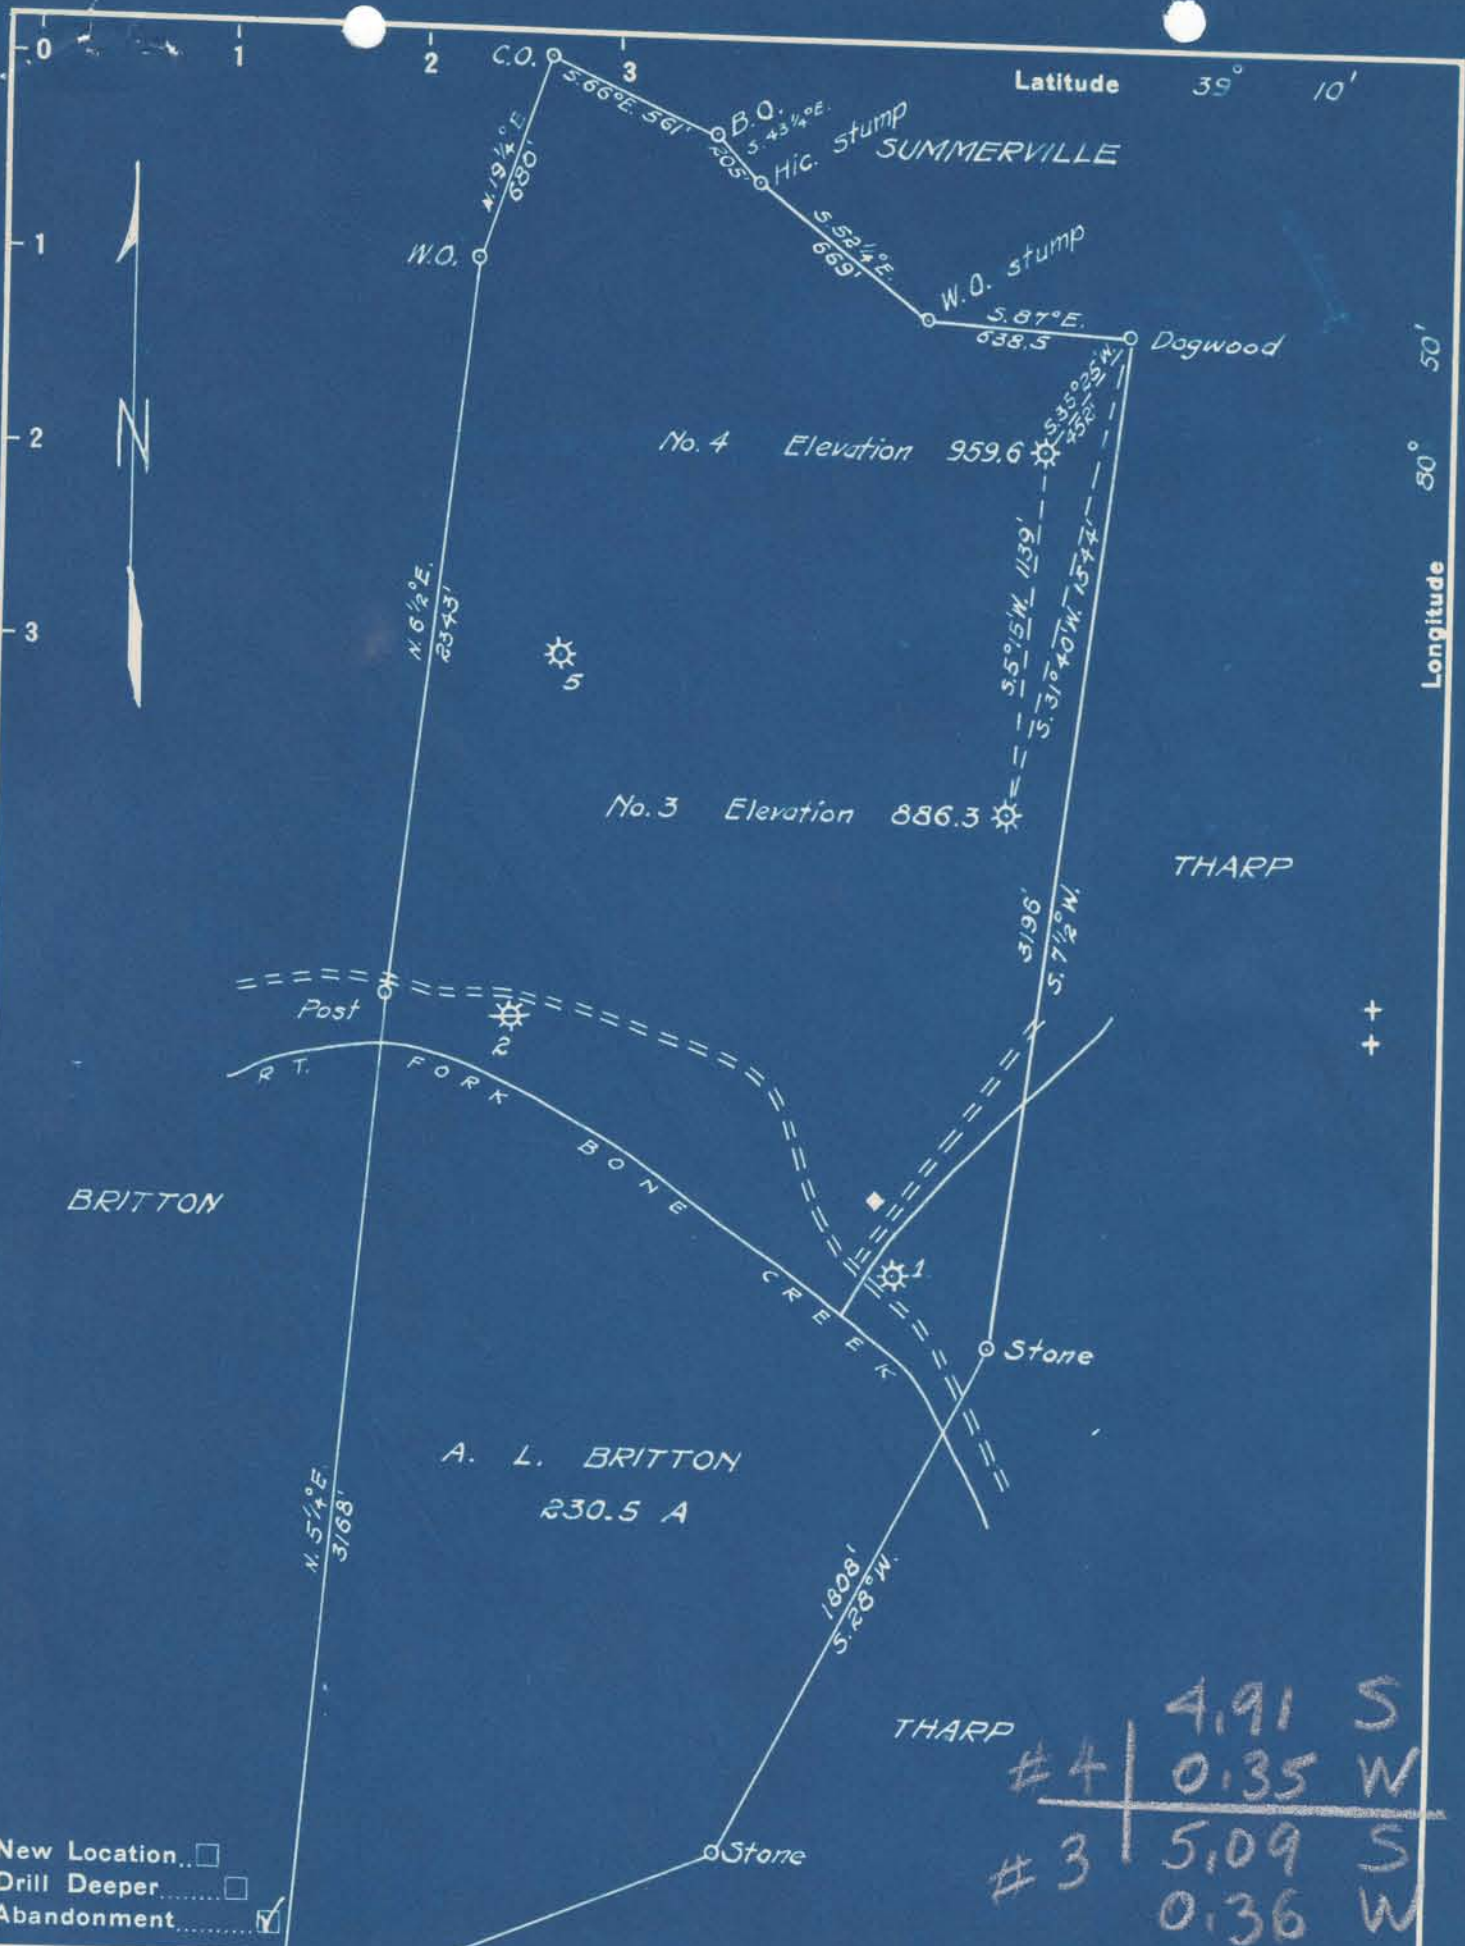 0 1 2 3
Latitude 39° 10'
C.O.
S.66°E. 561'
B.O.
S.43¼°E.
205'
Hic. stump
SUMMERVILLE
N.19¼°E.
680'
1
W.O.
S.52¼°E.
669'
W.O. stump
S.87°E.
638.5
Dogwood
50'
80°
Longitude
N
2
No. 4 Elevation 959.6
S.35°25'W.
452'
3
N.6½°E.
2343'
5
S.5°15'W. 1139'
S.31°40'W. 1544'
No. 3 Elevation 886.3
THARP
3196'
S.7½°W.
Post
2
RT. FORK BONE CREEK
BRITTON
1
Stone
A. L. BRITTON
230.5 A
N.5¼°E.
3168'
1808'
S.28°W.
THARP
Stone
#4 4.91 S
0.35 W
#3 5.09 S
0.36 W
New Location
Drill Deeper
Abandonment